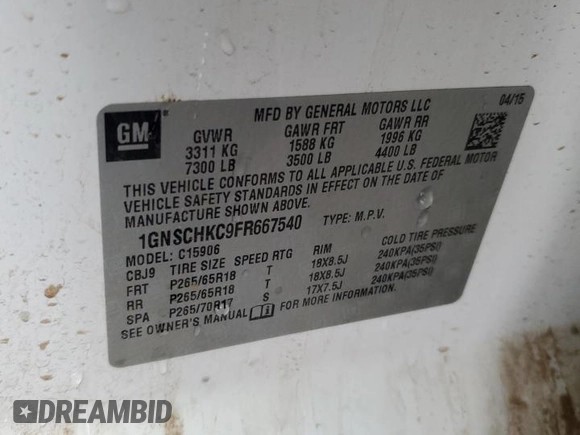 MFD BY GENERAL MOTORS LLC 04/15
GM
GVWR GAWR FRT GAWR RR
3311 KG 1588 KG 1996 KG
7300 LB 3500 LB 4400 LB
THIS VEHICLE CONFORMS TO ALL APPLICABLE U.S. FEDERAL MOTOR
VEHICLE SAFETY STANDARDS IN EFFECT ON THE DATE OF
MANUFACTURE SHOWN ABOVE.
1GNSCHKC9FR667540 TYPE: M.P.V.
MODEL: C15906
CBJ9 TIRE SIZE SPEED RTG RIM COLD TIRE PRESSURE
FRT P265/65R18 T 18X8.5J 240KPA(35PSI)
RR P265/65R18 T 18X8.5J 240KPA(35PSI)
SPA P265/70R17 S 17X7.5J 240KPA(35PSI)
SEE OWNER'S MANUAL FOR ADDITIONAL INFORMATION.
DREAMBID